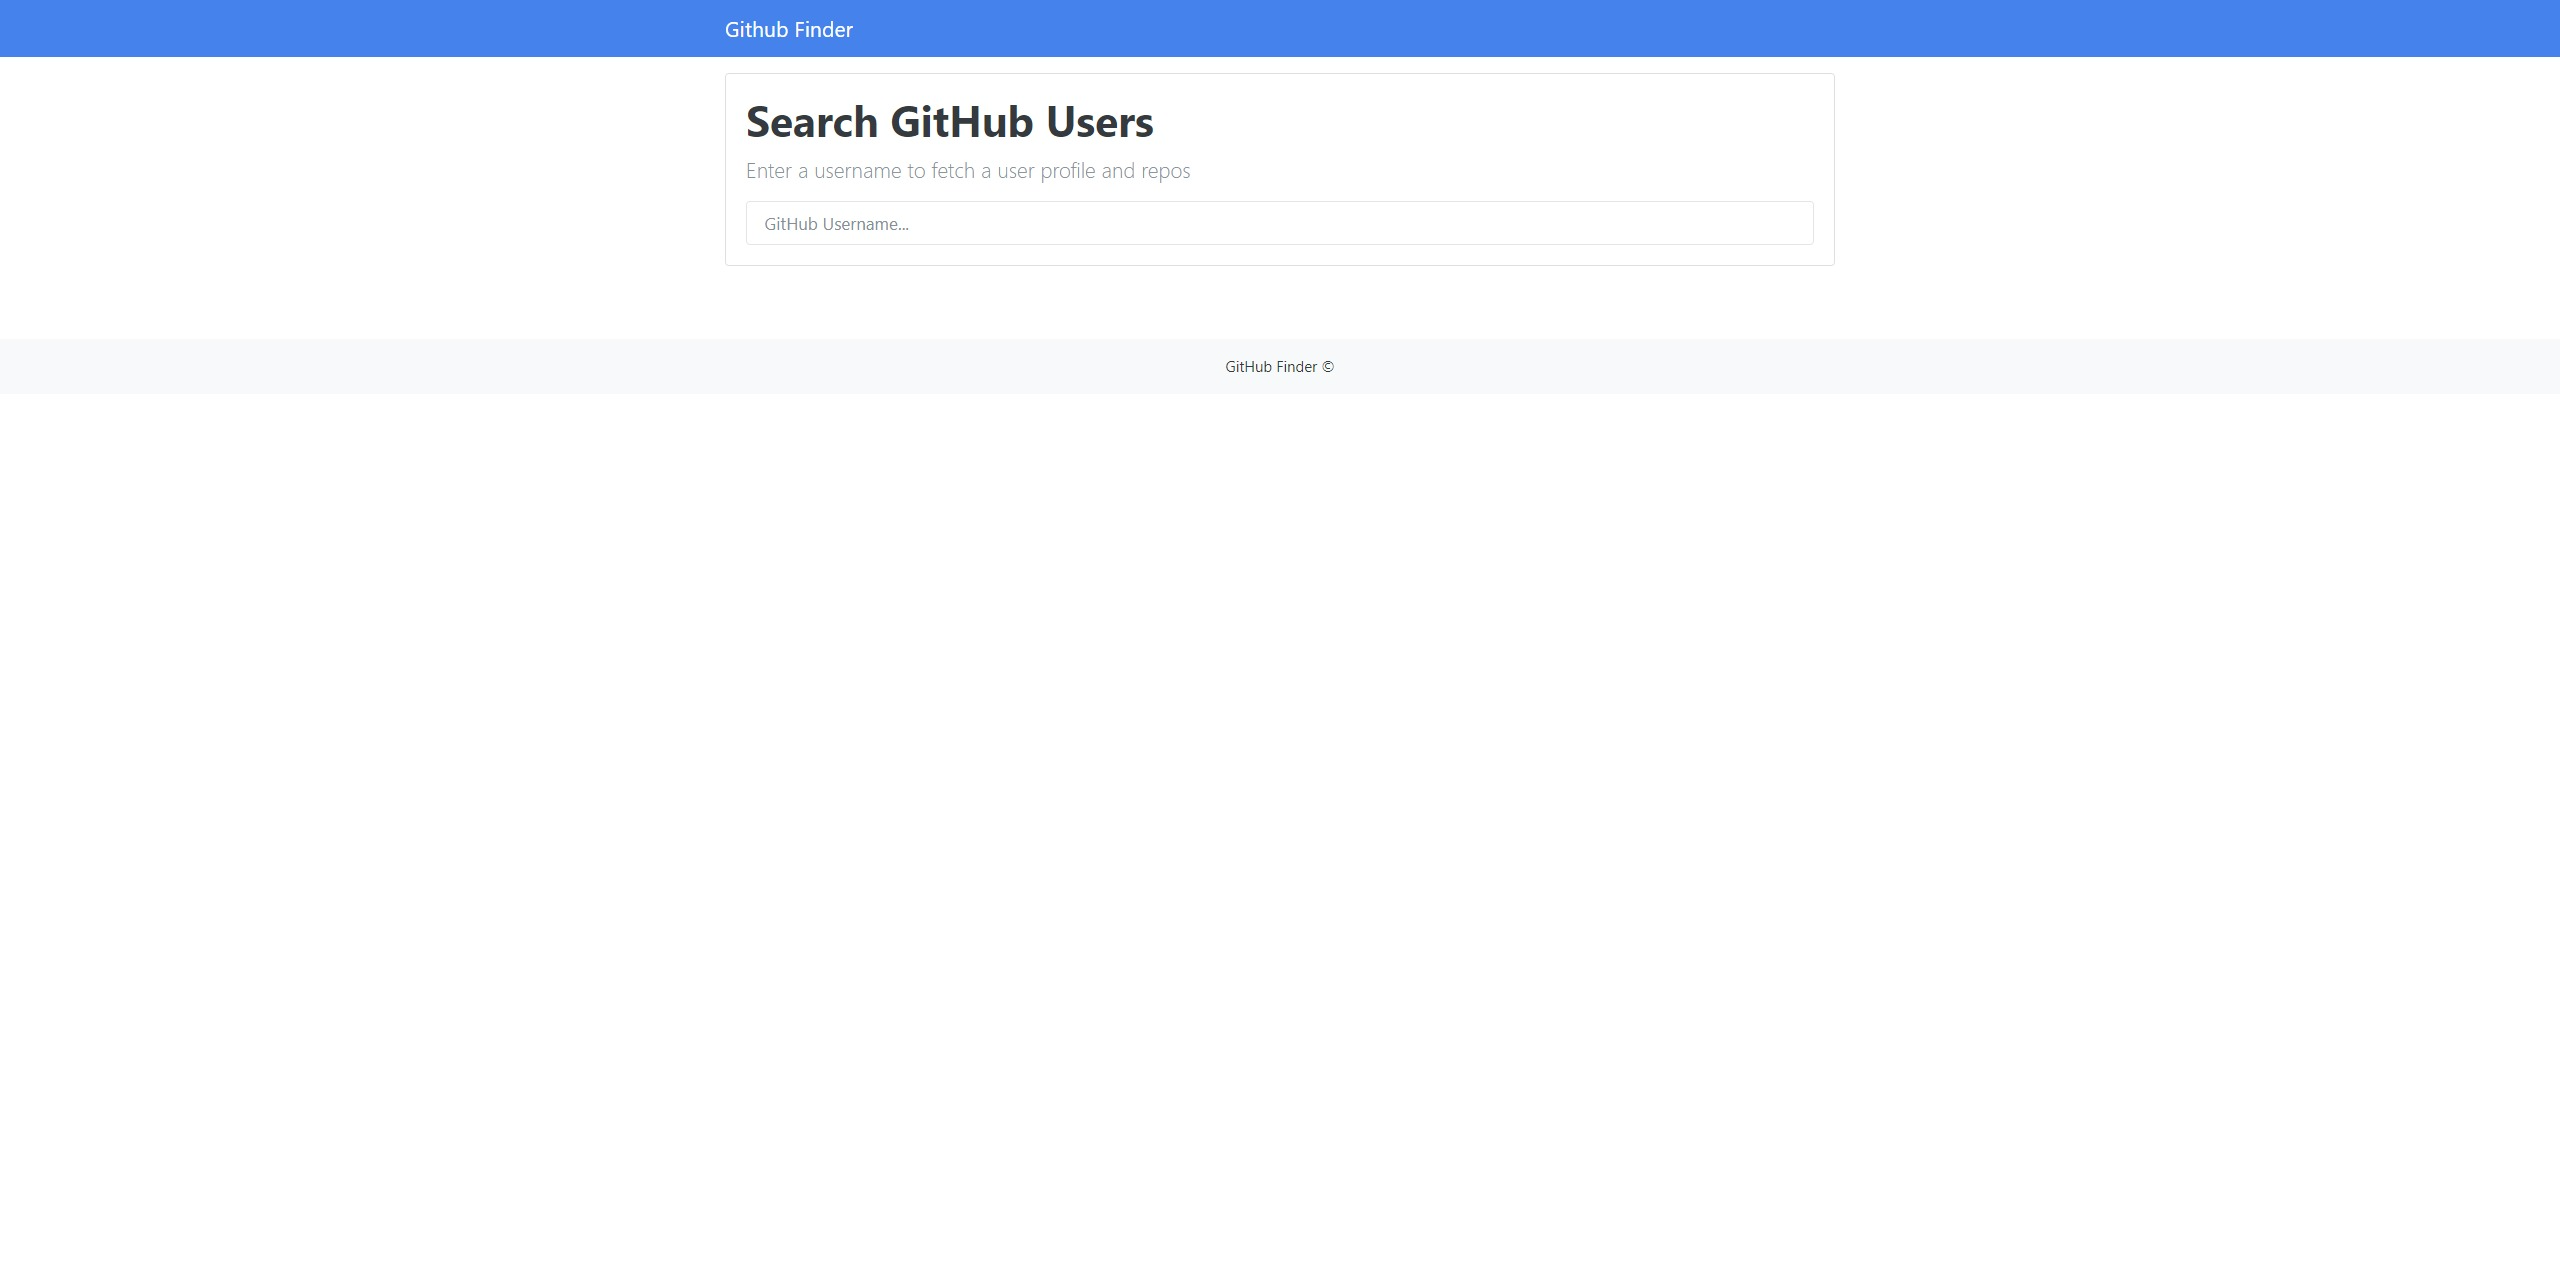 Github Finder
Search GitHub Users
Enter a username to fetch a user profile and repos
GitHub Username...
GitHub Finder ©